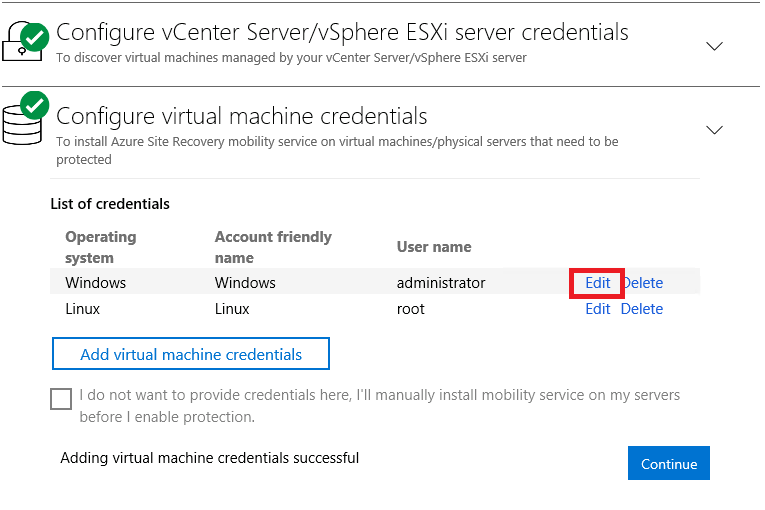 Configure vCenter Server/vSphere ESXi server credentials
To discover virtual machines managed by your vCenter Server/vSphere ESXi server
Configure virtual machine credentials
To install Azure Site Recovery mobility service on virtual machines/physical servers that need to be
protected
List of credentials
Operating system Account friendly name User name
Windows Windows administrator Edit Delete
Linux Linux root Edit Delete
Add virtual machine credentials
I do not want to provide credentials here, I'll manually install mobility service on my servers
before I enable protection.
Adding virtual machine credentials successful
Continue